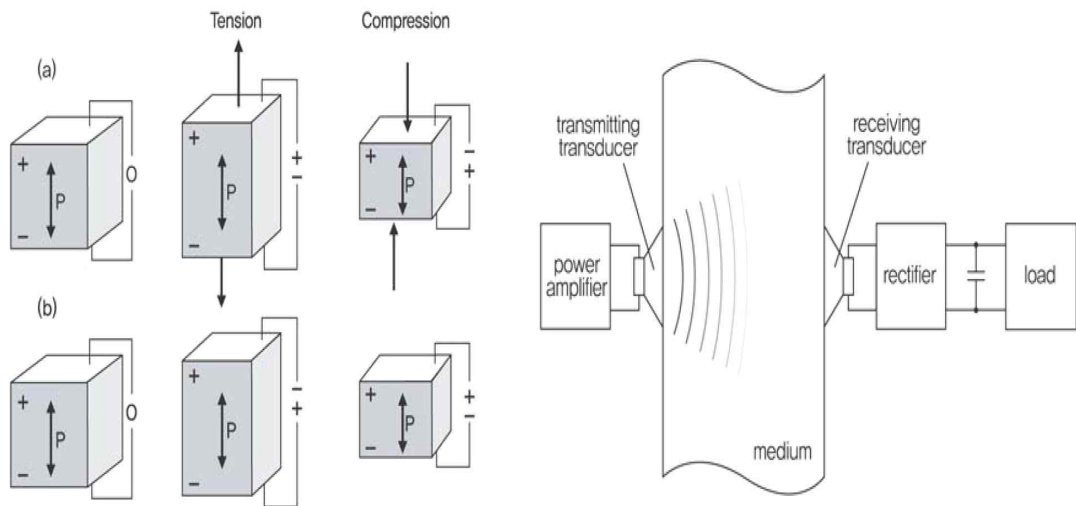 Tension
Compression
(a)
+
−
P
O
+
−
P
+
−
+
−
P
−
+
(b)
+
−
P
O
+
−
P
−
+
+
−
P
+
−
transmitting
transducer
receiving
transducer
power
amplifier
rectifier
load
medium